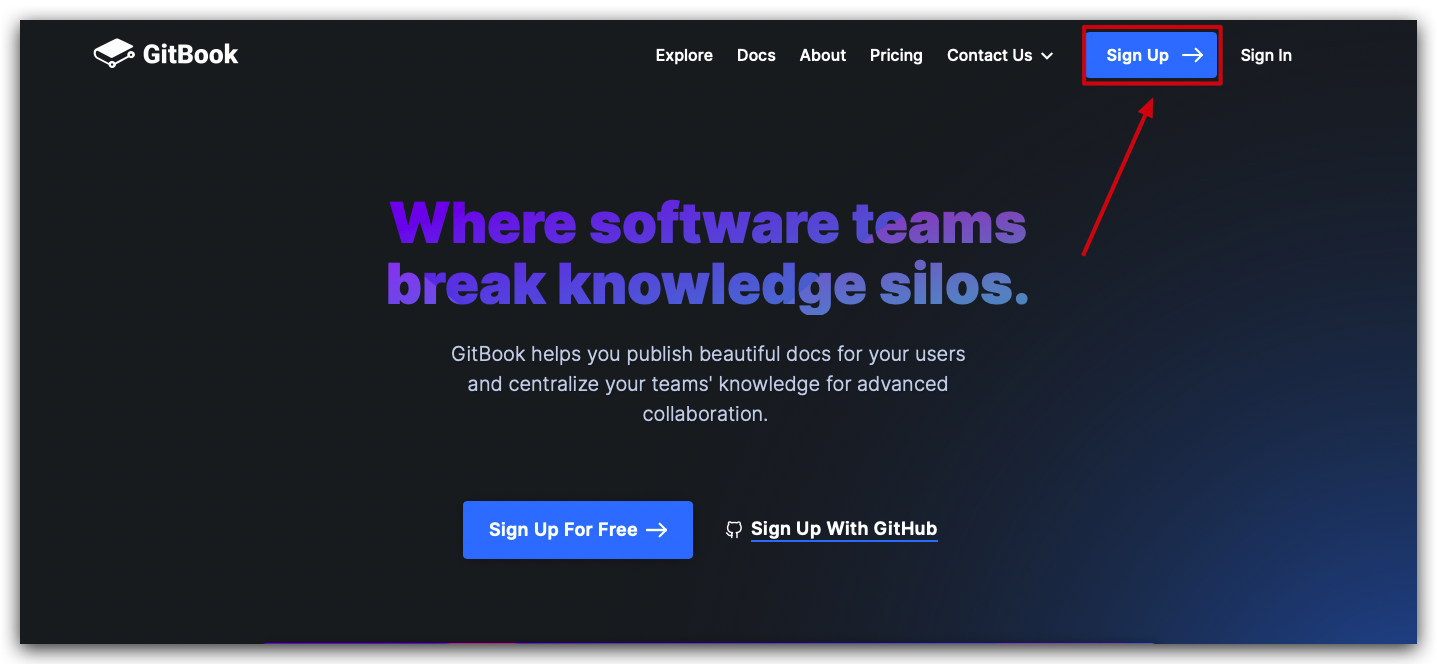 GitBook
Explore Docs About Pricing Contact Us Sign Up Sign In
Where software teams
break knowledge silos.
GitBook helps you publish beautiful docs for your users
and centralize your teams' knowledge for advanced
collaboration.
Sign Up For Free
Sign Up With GitHub